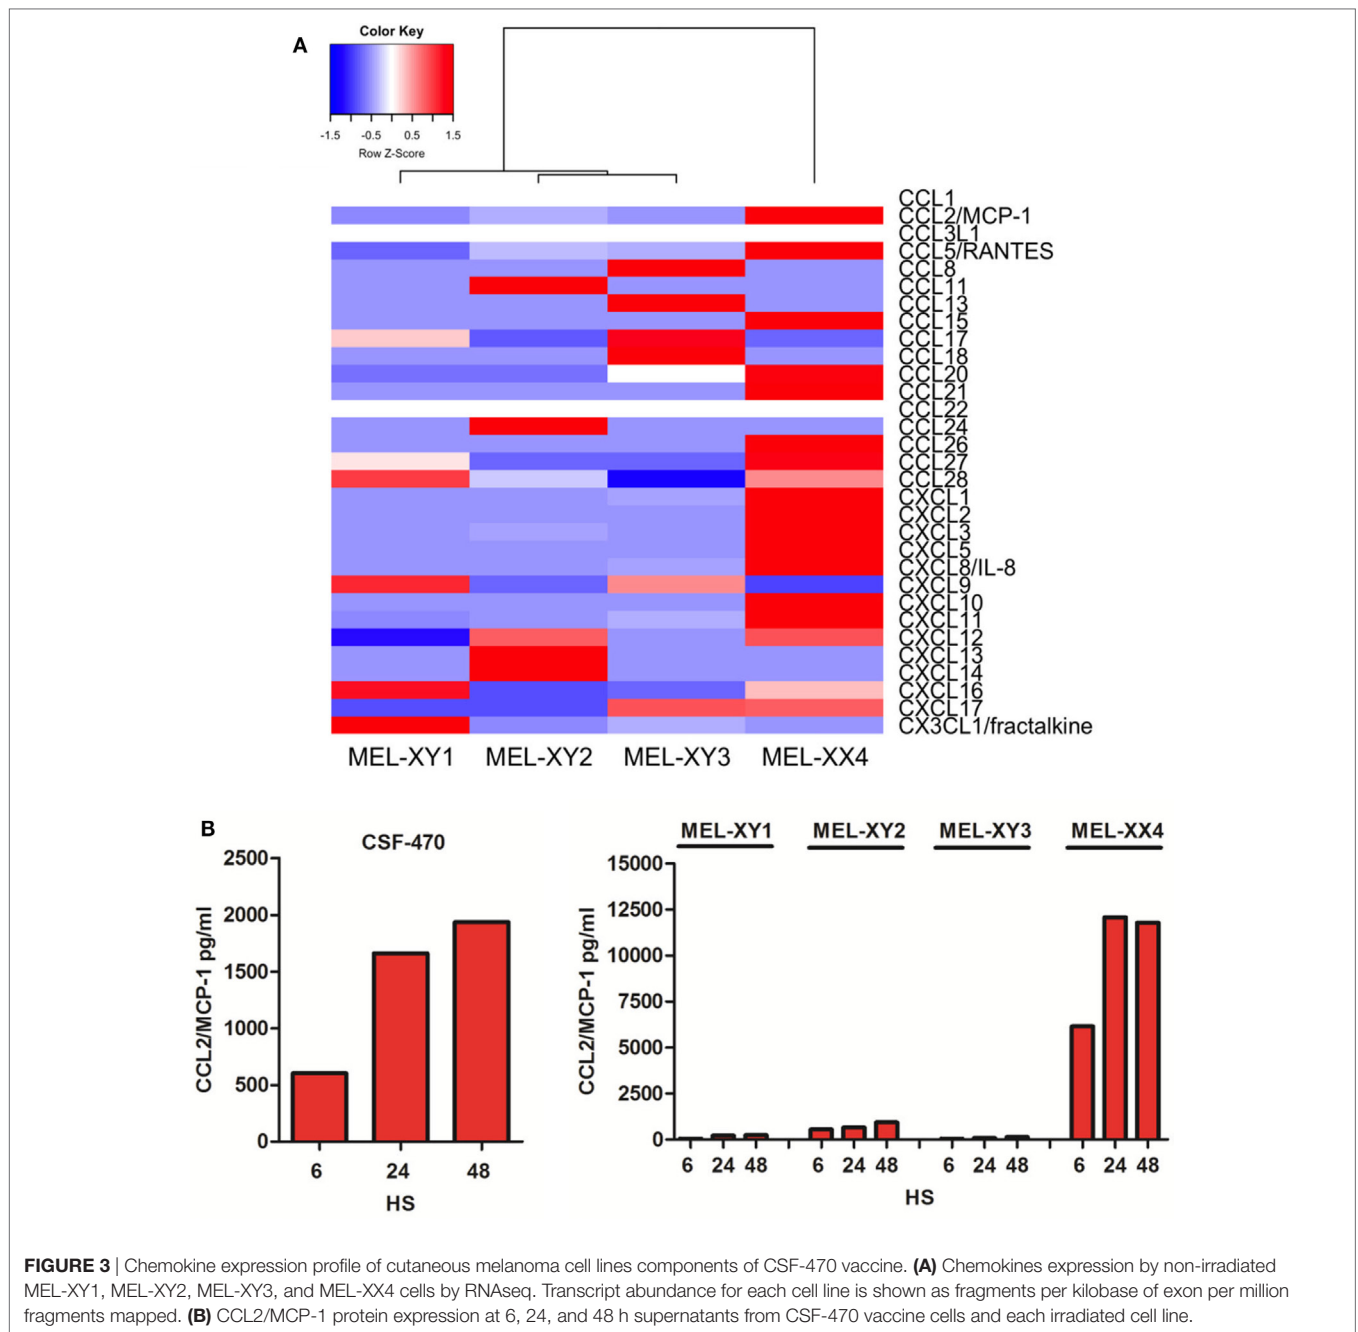 A
Color Key
-1.5 -0.5 0.5 1.5
Row Z-Score
CCL1
CCL2/MCP-1
CCL3L1
CCL5/RANTES
CCL8
CCL11
CCL13
CCL15
CCL17
CCL18
CCL20
CCL21
CCL22
CCL24
CCL26
CCL27
CCL28
CXCL1
CXCL2
CXCL3
CXCL5
CXCL8/IL-8
CXCL9
CXCL10
CXCL11
CXCL12
CXCL13
CXCL14
CXCL16
CXCL17
CX3CL1/fractalkine
MEL-XY1 MEL-XY2 MEL-XY3 MEL-XX4
B
CSF-470
CCL2/MCP-1 pg/ml
2500
2000
1500
1000
500
0
6 24 48
HS
MEL-XY1 MEL-XY2 MEL-XY3 MEL-XX4
CCL2/MCP-1 pg/ml
15000
12500
10000
7500
5000
2500
0
6 24 48 6 24 48 6 24 48 6 24 48
HS
FIGURE 3 | Chemokine expression profile of cutaneous melanoma cell lines components of CSF-470 vaccine. (A) Chemokines expression by non-irradiated
MEL-XY1, MEL-XY2, MEL-XY3, and MEL-XX4 cells by RNAseq. Transcript abundance for each cell line is shown as fragments per kilobase of exon per million
fragments mapped. (B) CCL2/MCP-1 protein expression at 6, 24, and 48 h supernatants from CSF-470 vaccine cells and each irradiated cell line.